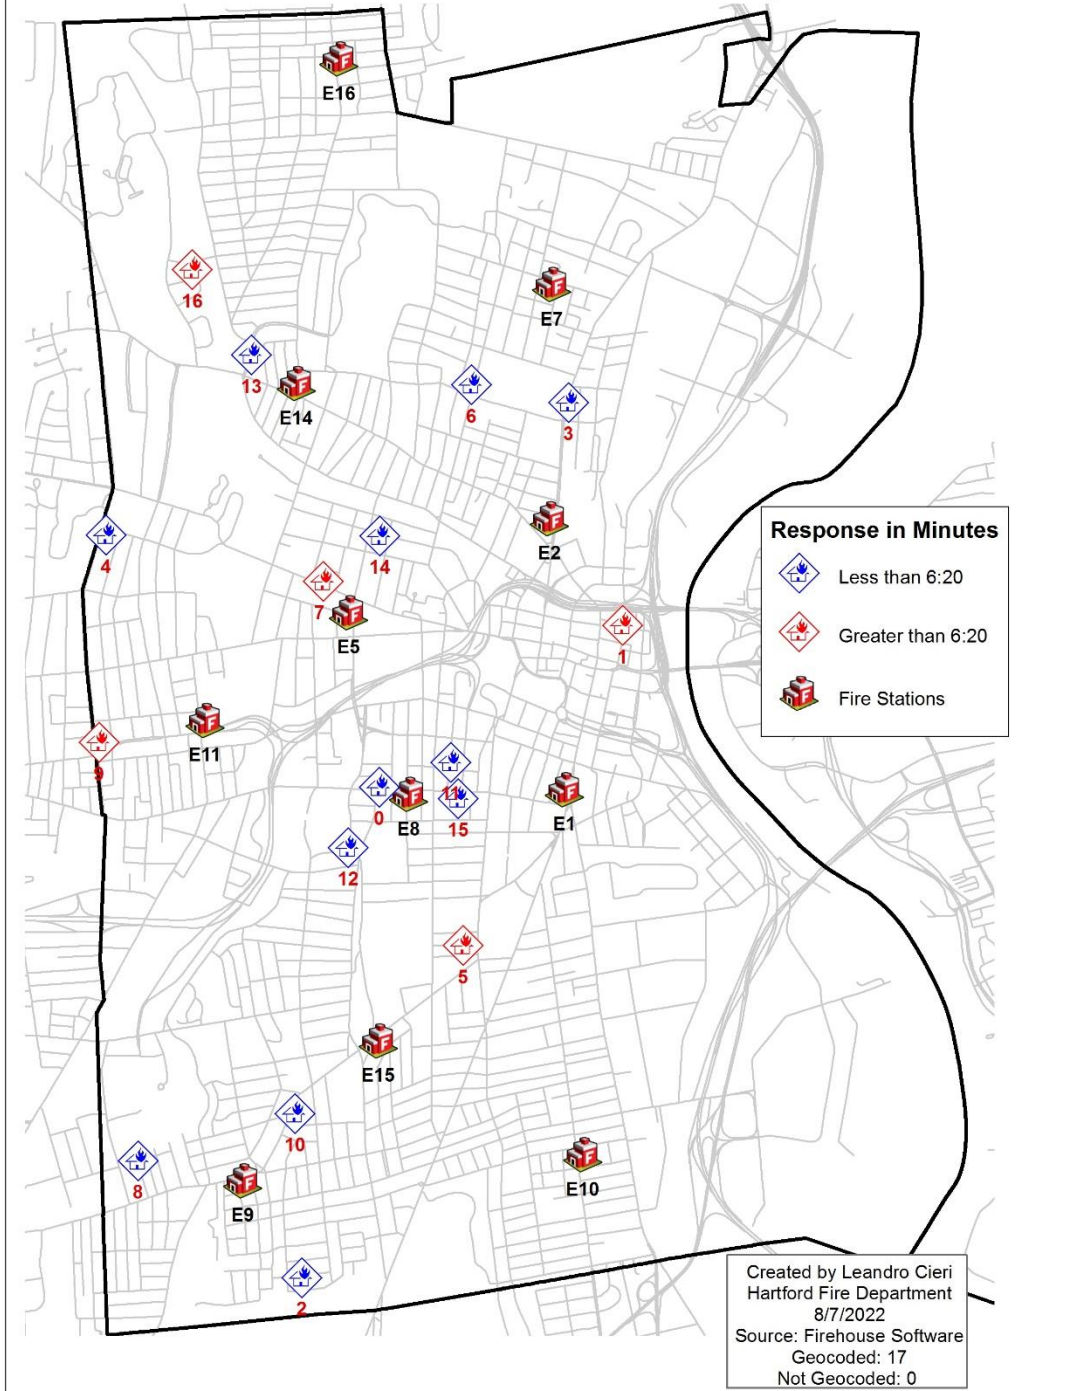 E16
16
E7
13
E14
6
3
4
14
E2
7
E5
1
Response in Minutes
Less than 6:20
Greater than 6:20
Fire Stations
9
E11
0
E8
11
15
E1
12
5
E15
10
8
E9
E10
2
Created by Leandro Cieri
Hartford Fire Department
8/7/2022
Source: Firehouse Software
Geocoded: 17
Not Geocoded: 0